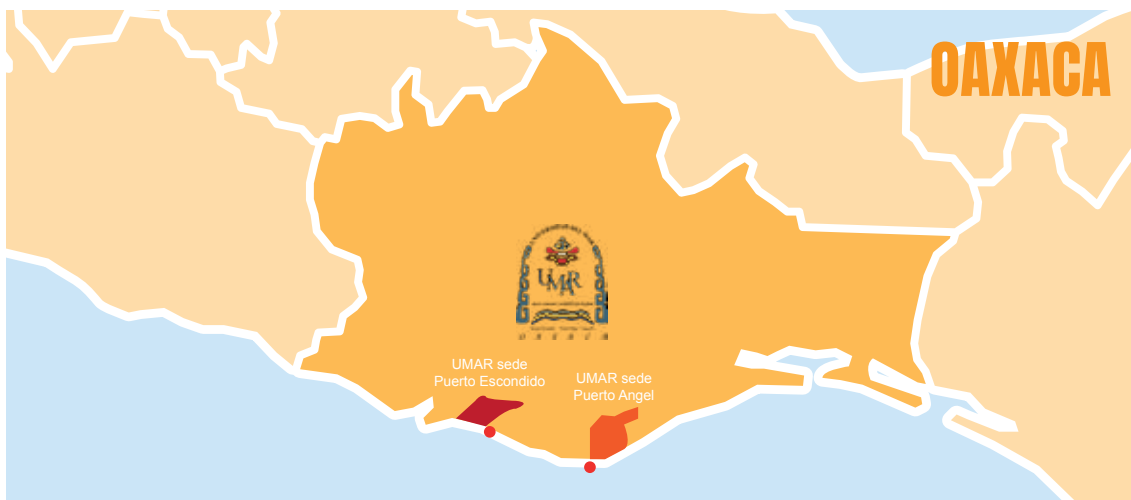 OAXACA
UMAR
UMAR sede
Puerto Escondido
UMAR sede
Puerto Angel